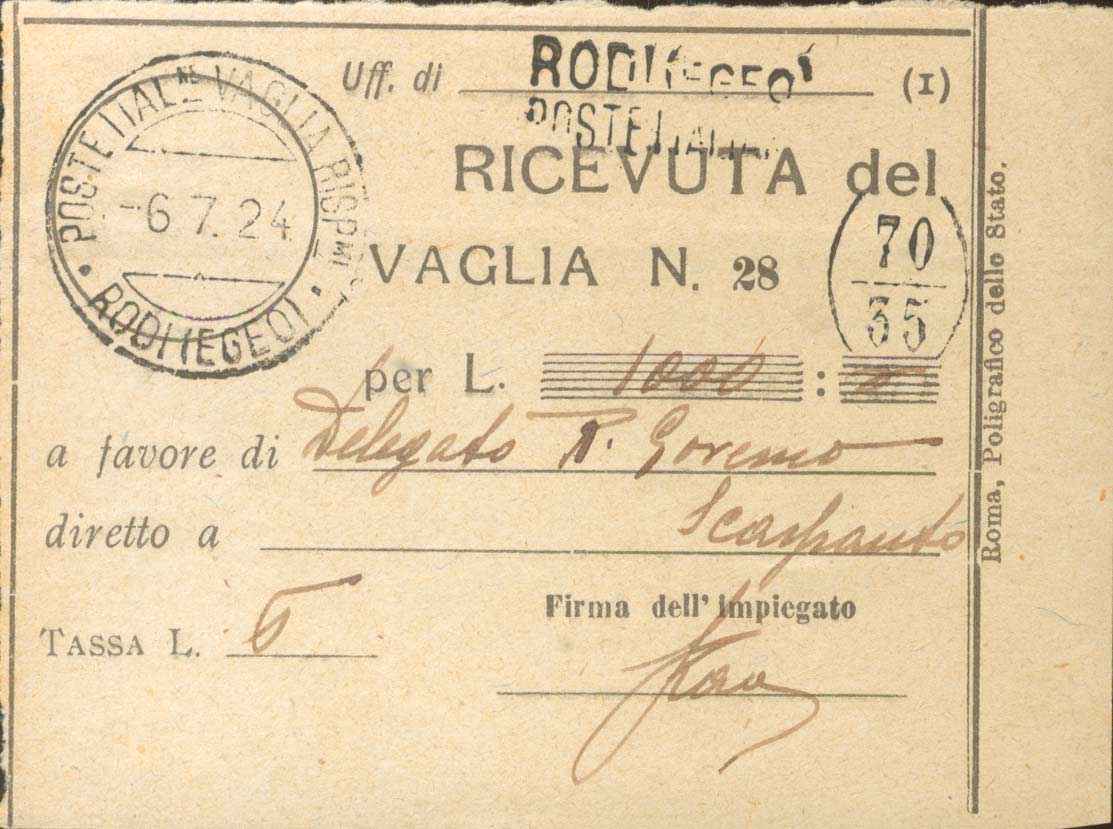 Uff. di RODI (EGEO) (1)
POSTE ITALIANE
RICEVUTA del
VAGLIA N. 28
70
35
per L. 1000 : =
a favore di Delegato R. Governo
diretto a Scarpanto
TASSA L. 5
Firma dell' impiegato
POSTE ITAL.NE VAGLIA RISP.MI
-6.7.24
RODI (EGEO)
Roma, Poligrafico dello Stato.